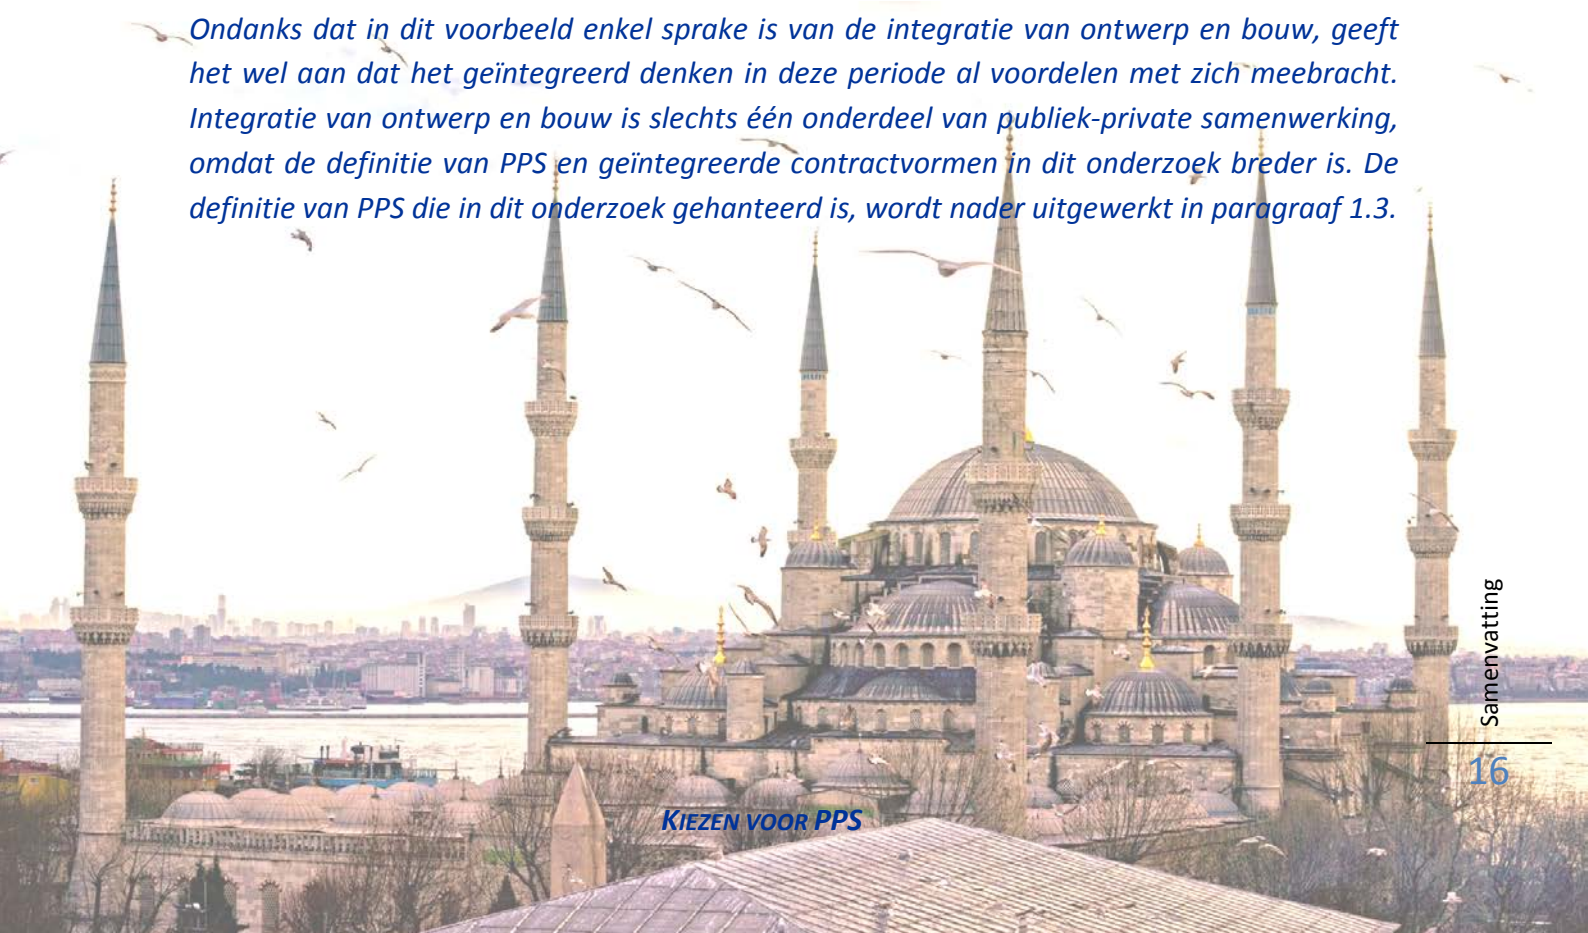 Ondanks dat in dit voorbeeld enkel sprake is van de integratie van ontwerp en bouw, geeft
het wel aan dat het geïntegreerd denken in deze periode al voordelen met zich meebracht.
Integratie van ontwerp en bouw is slechts één onderdeel van publiek-private samenwerking,
omdat de definitie van PPS en geïntegreerde contractvormen in dit onderzoek breder is. De
definitie van PPS die in dit onderzoek gehanteerd is, wordt nader uitgewerkt in paragraaf 1.3.
Samenvatting
16
KIEZEN VOOR PPS